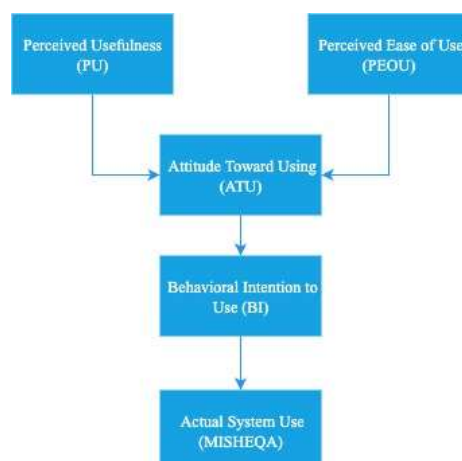 Perceived Usefulness
(PU)
Perceived Ease of Use
(PEOU)
Attitude Toward Using
(ATU)
Behavioral Intention to
Use (BI)
Actual System Use
(MISHEQA)